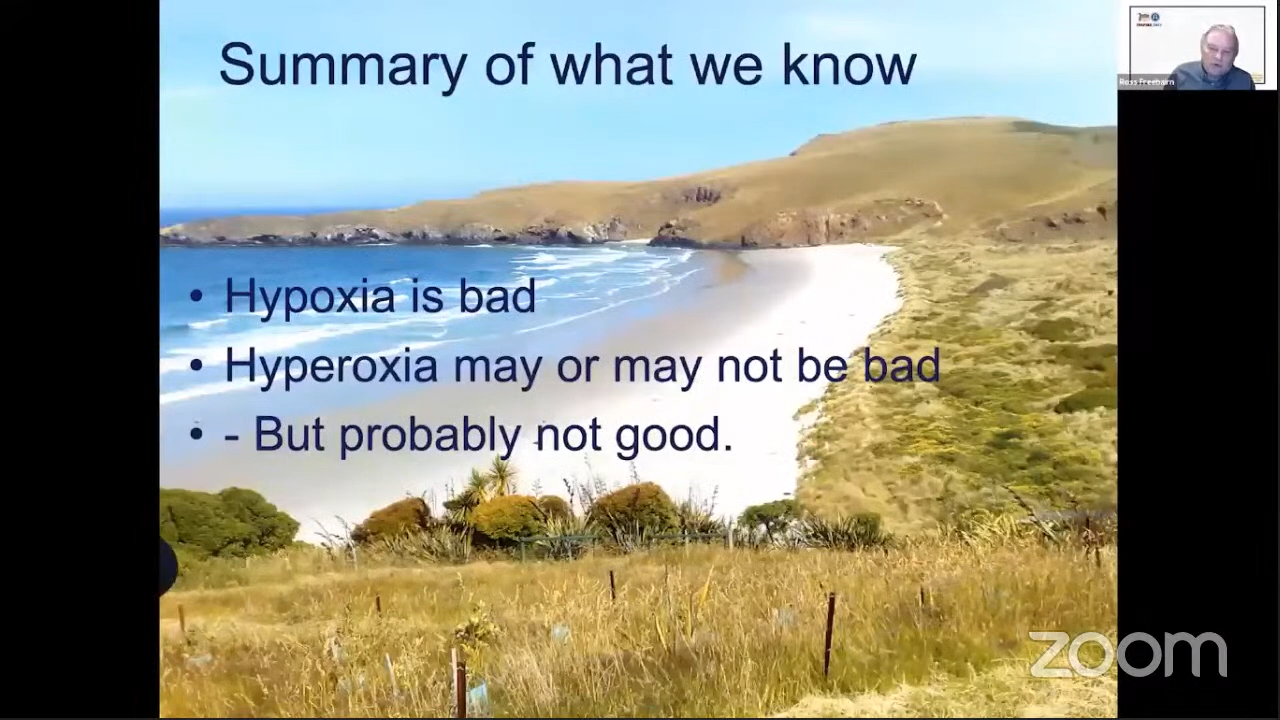 Summary of what we know
Ross Freebairn
• Hypoxia is bad
• Hyperoxia may or may not be bad
• - But probably not good.
zoom